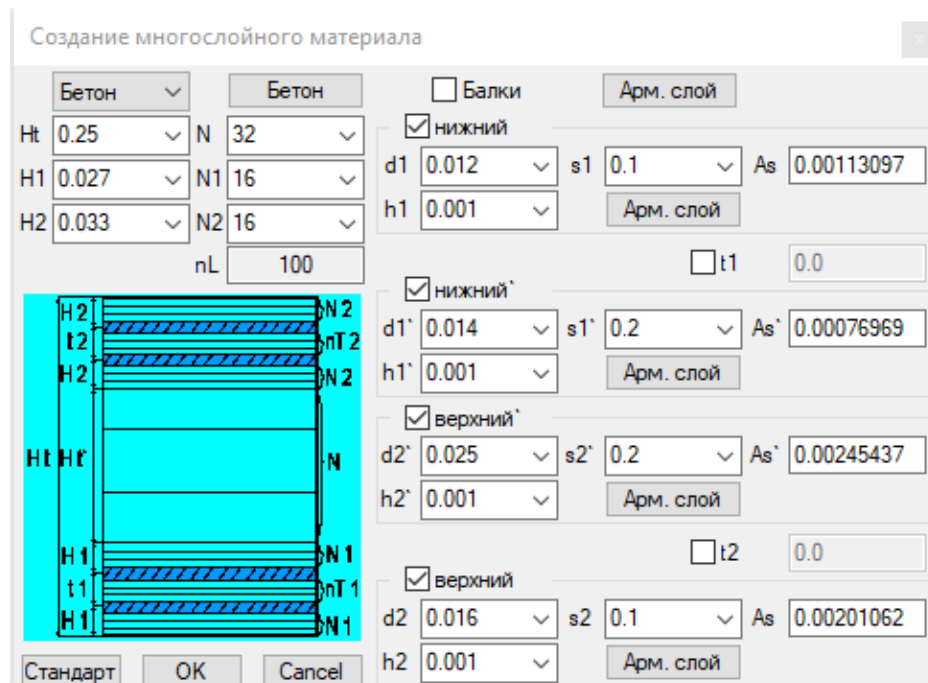 Создание многослойного материала
x
Бетон Бетон
Ht 0.25 N 32
H1 0.027 N1 16
H2 0.033 N2 16
nL 100
H2 N2
t2 nT2
H2 N2
Ht Ht' N
H1 N1
t1 nT1
H1 N1
Стандарт OK Cancel
Балки Арм. слой
нижний
d1 0.012 s1 0.1 As 0.00113097
h1 0.001 Арм. слой
t1 0.0
нижний`
d1` 0.014 s1` 0.2 As` 0.00076969
h1` 0.001 Арм. слой
верхний`
d2` 0.025 s2` 0.2 As` 0.00245437
h2` 0.001 Арм. слой
t2 0.0
верхний
d2 0.016 s2 0.1 As 0.00201062
h2 0.001 Арм. слой